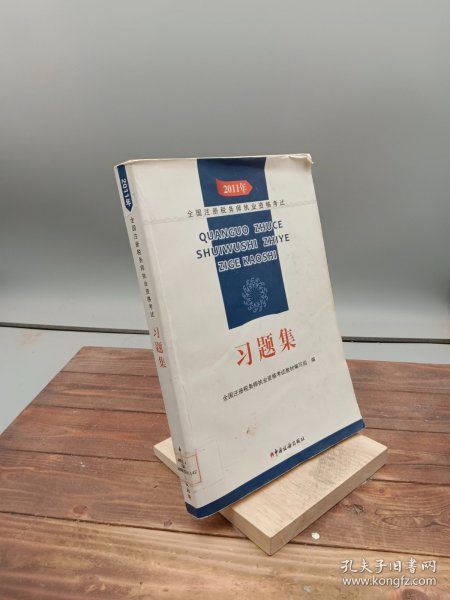 2011年
全国注册税务师执业资格考试
QUANGUO ZHUCE
SHUIWUSHI ZHIYE
ZIGE KAOSHI
习题集
全国注册税务师执业资格考试教材编写组 编
中国税务出版社
2011年
全国注册税务师执业资格考试
习题集
孔夫子旧书网
www.kongfz.com